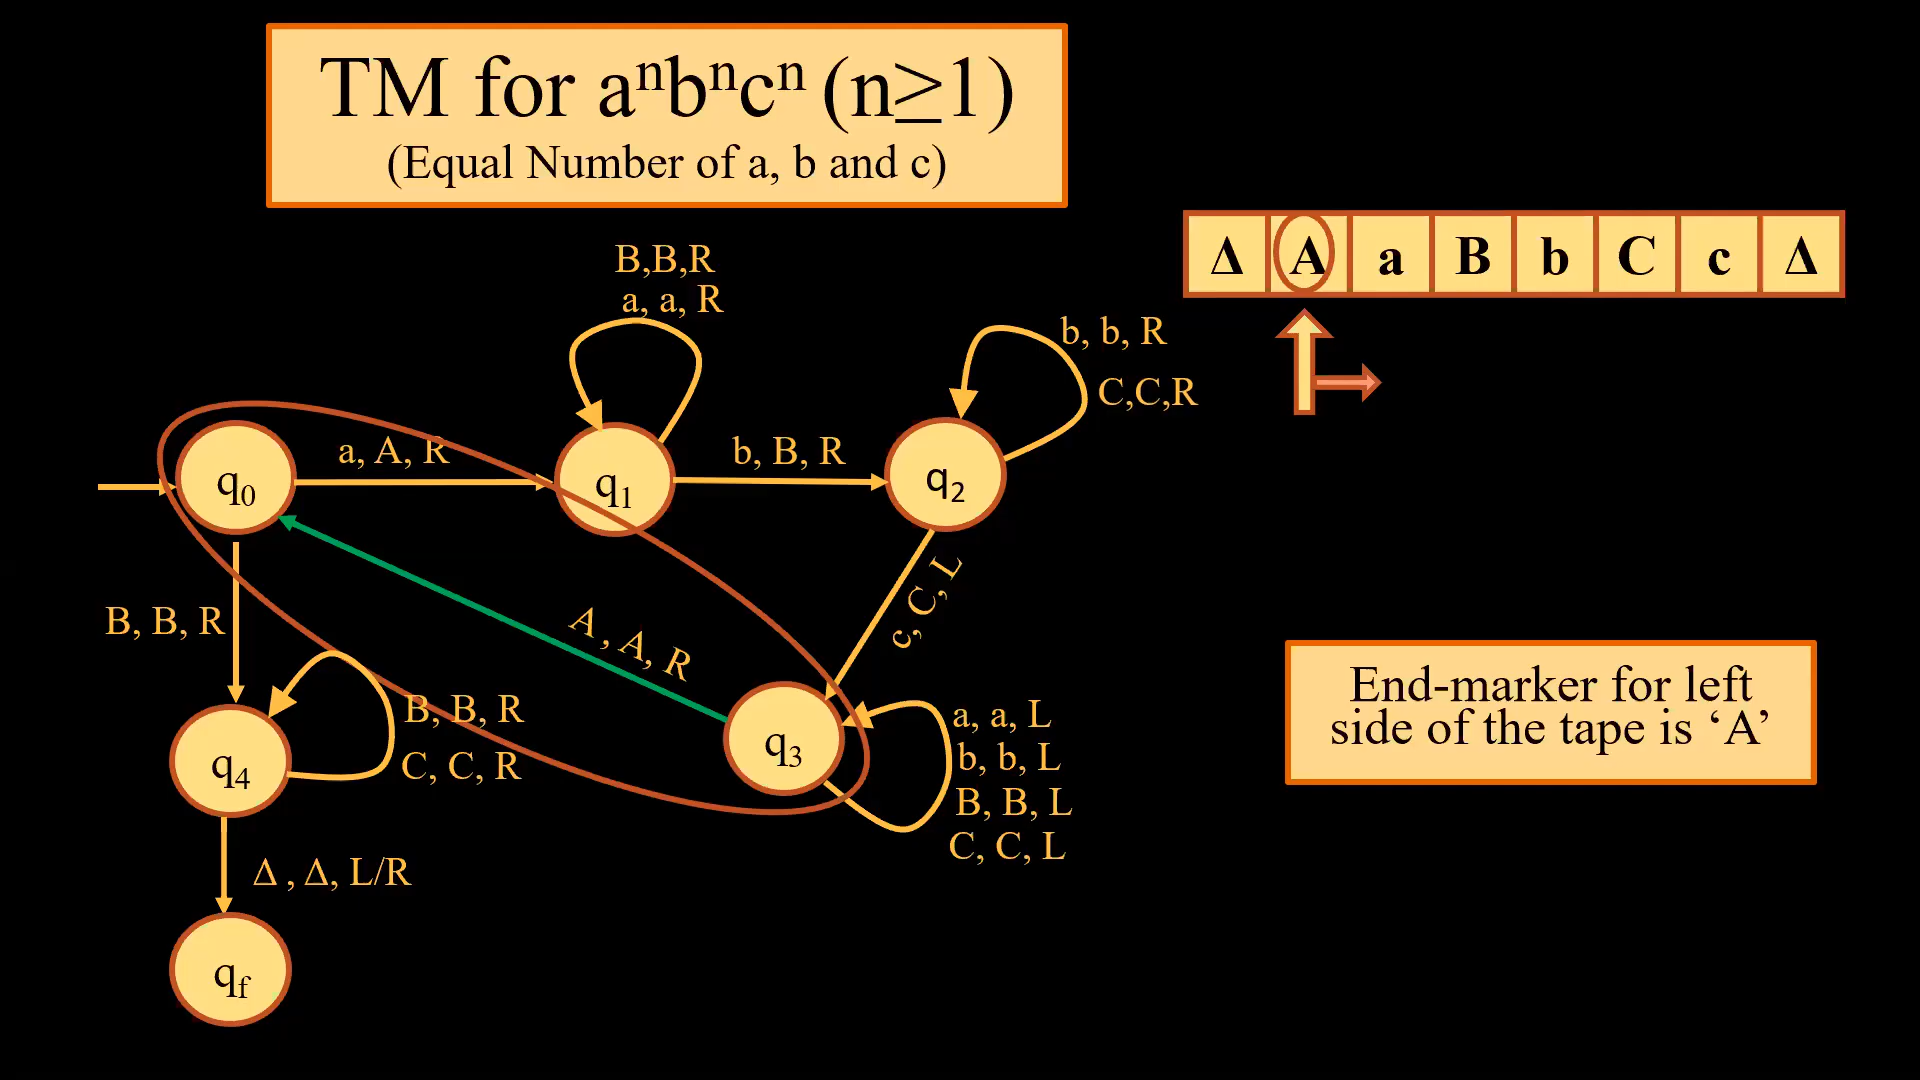 TM for aⁿbⁿcⁿ (n≥1)
(Equal Number of a, b and c)
Δ A a B b C c Δ
B,B,R
a, a, R
b, b, R
C,C,R
a, A, R
b, B, R
q₀
q₁
q₂
c, C, L
A , A, R
B, B, R
B, B, R
C, C, R
q₄
q₃
a, a, L
b, b, L
B, B, L
C, C, L
Δ , Δ, L/R
q_f
End-marker for left
side of the tape is ‘A’